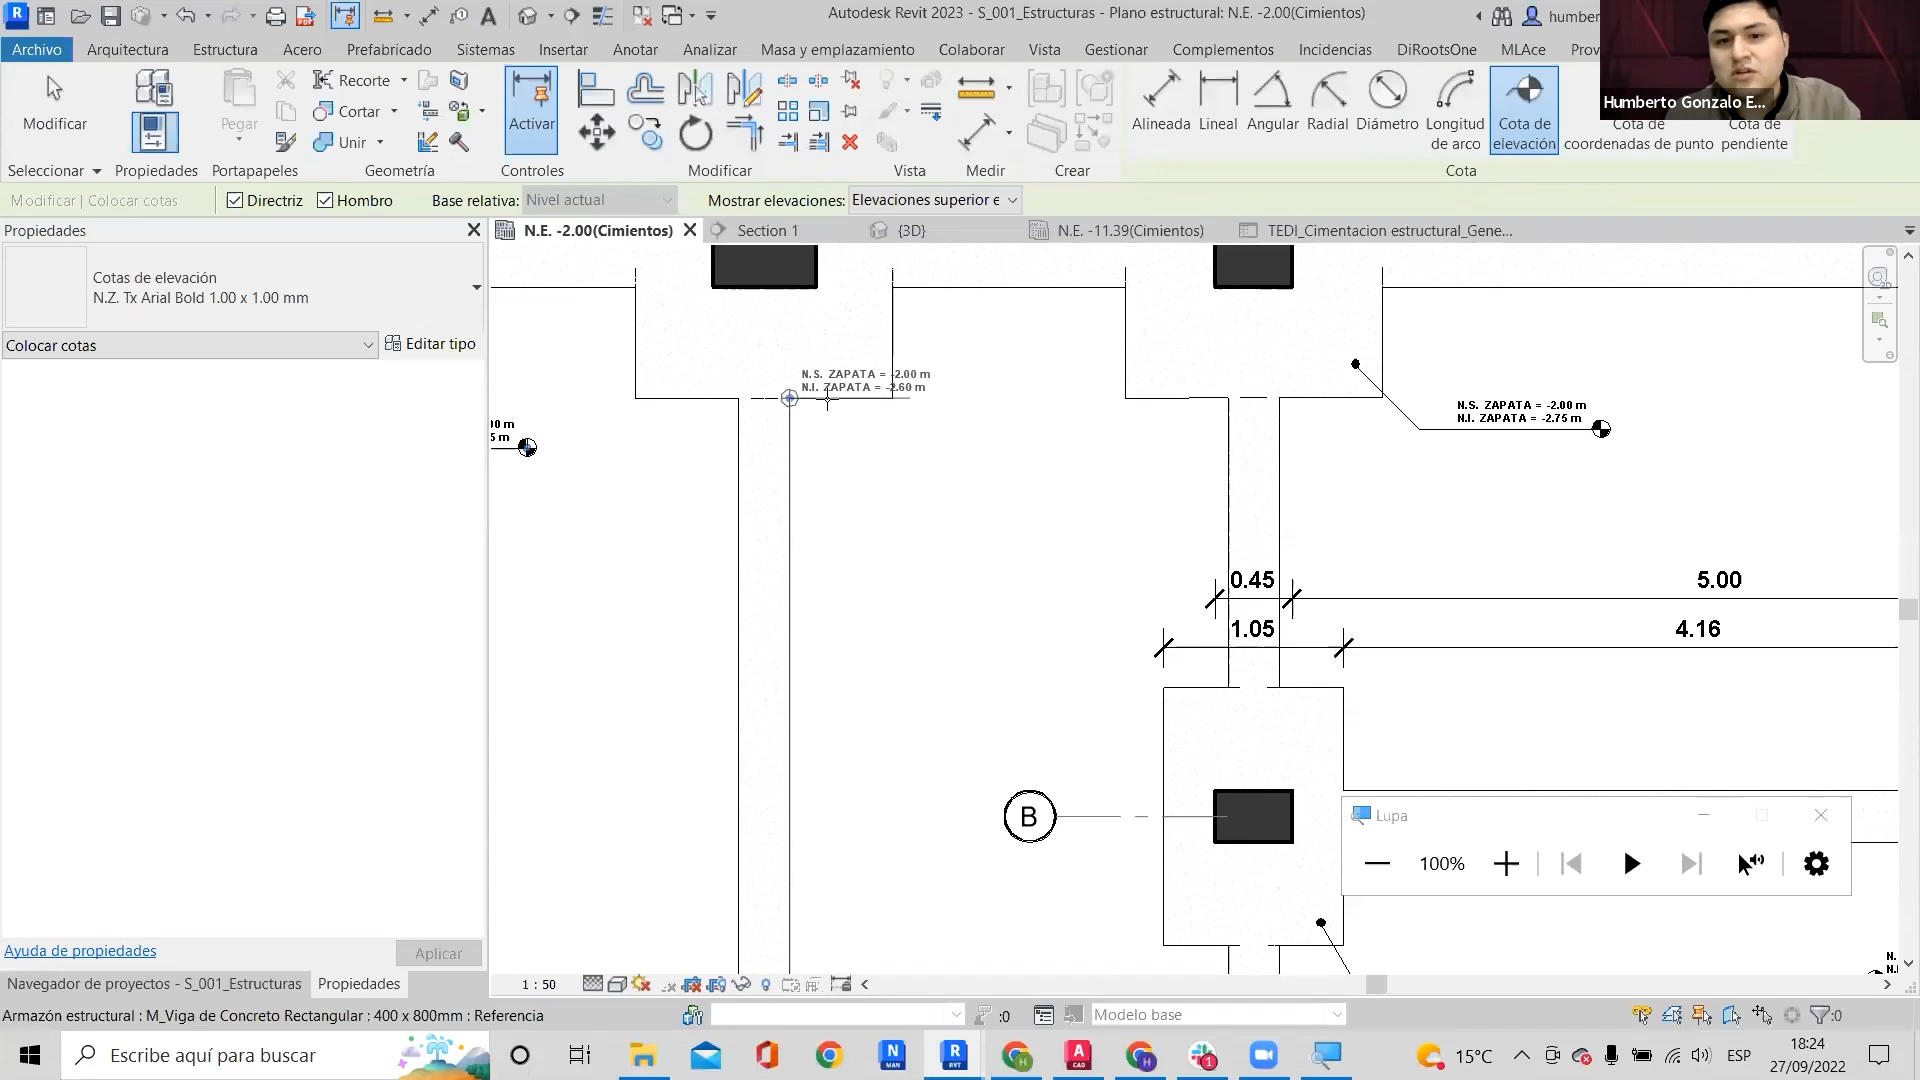 Autodesk Revit 2023 - S_001_Estructuras - Plano estructural: N.E. -2.00(Cimientos)
humber
Archivo
Arquitectura
Estructura
Acero
Prefabricado
Sistemas
Insertar
Anotar
Analizar
Masa y emplazamiento
Colaborar
Vista
Gestionar
Complementos
Incidencias
DiRootsOne
MLAce
Prov
Humberto Gonzalo E...
Modificar
Pegar
Recorte
Cortar
Unir
Activar
Alineada
Lineal
Angular
Radial
Diámetro
Longitud
de arco
Cota de
elevación
Cota de
coordenadas de punto
Cota de
pendiente
Seleccionar
Propiedades
Portapapeles
Geometría
Controles
Modificar
Vista
Medir
Crear
Cota
Modificar | Colocar cotas
Directriz
Hombro
Base relativa:
Nivel actual
Mostrar elevaciones:
Elevaciones superior e
Propiedades
N.E. -2.00(Cimientos)
Section 1
{3D}
N.E. -11.39(Cimientos)
TEDI_Cimentacion estructural_Gene...
Cotas de elevación
N.Z. Tx Arial Bold 1.00 x 1.00 mm
Colocar cotas
Editar tipo
N.S. ZAPATA = -2.00 m
N.I. ZAPATA = -2.60 m
N.S. ZAPATA = -2.00 m
N.I. ZAPATA = -2.75 m
00 m
5 m
0.45
5.00
1.05
4.16
B
Lupa
100%
N.
N.I
Ayuda de propiedades
Aplicar
Navegador de proyectos - S_001_Estructuras
Propiedades
1 : 50
Armazón estructural : M_Viga de Concreto Rectangular : 400 x 800mm : Referencia
:0
Modelo base
:0
Escribe aquí para buscar
15°C
ESP
18:24
27/09/2022